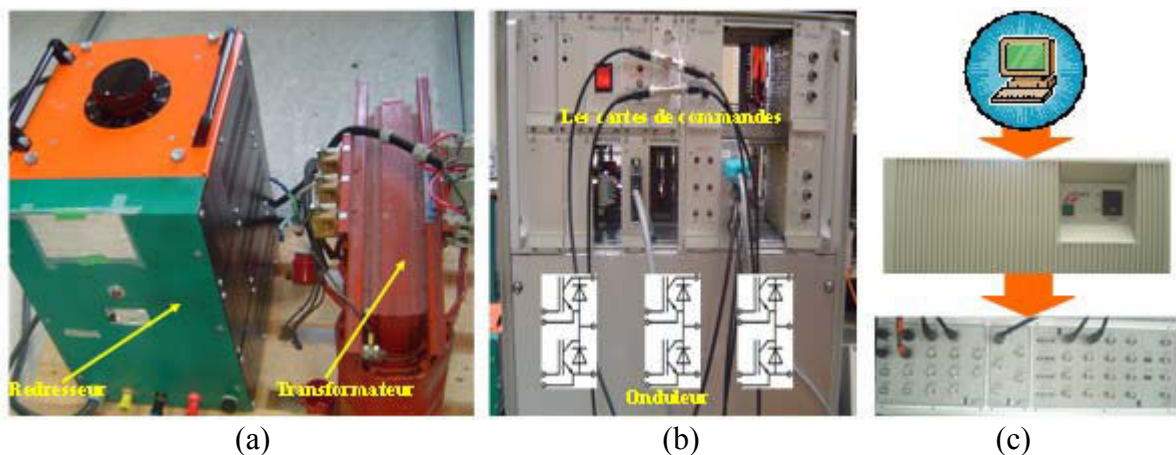 Les cartes de commandes
Redresseur
Transformateur
Onduleur
(a)
(b)
(c)